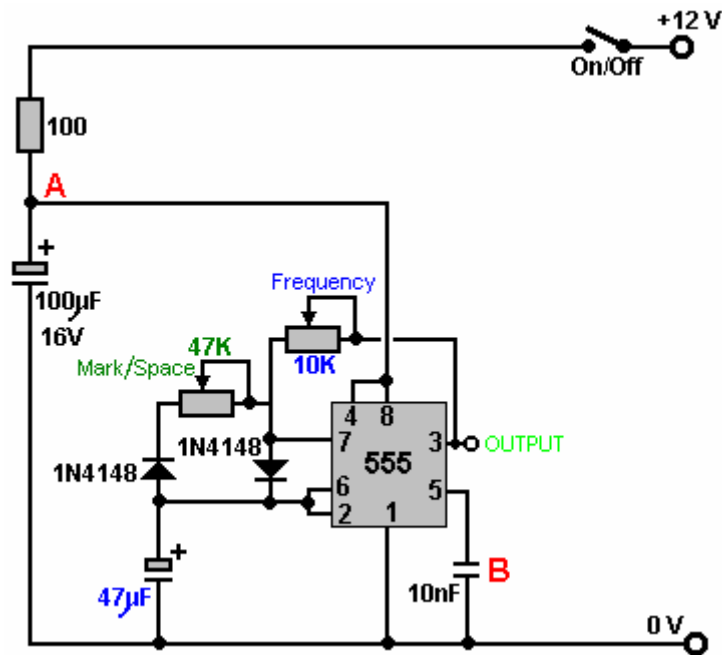 +12 V
On/Off
100
A
+
100µF
16V
Frequency
47K
10K
Mark/Space
4 8
1N4148
7
3
OUTPUT
555
1N4148
6
5
2
1
+
B
47µF
10nF
0 V